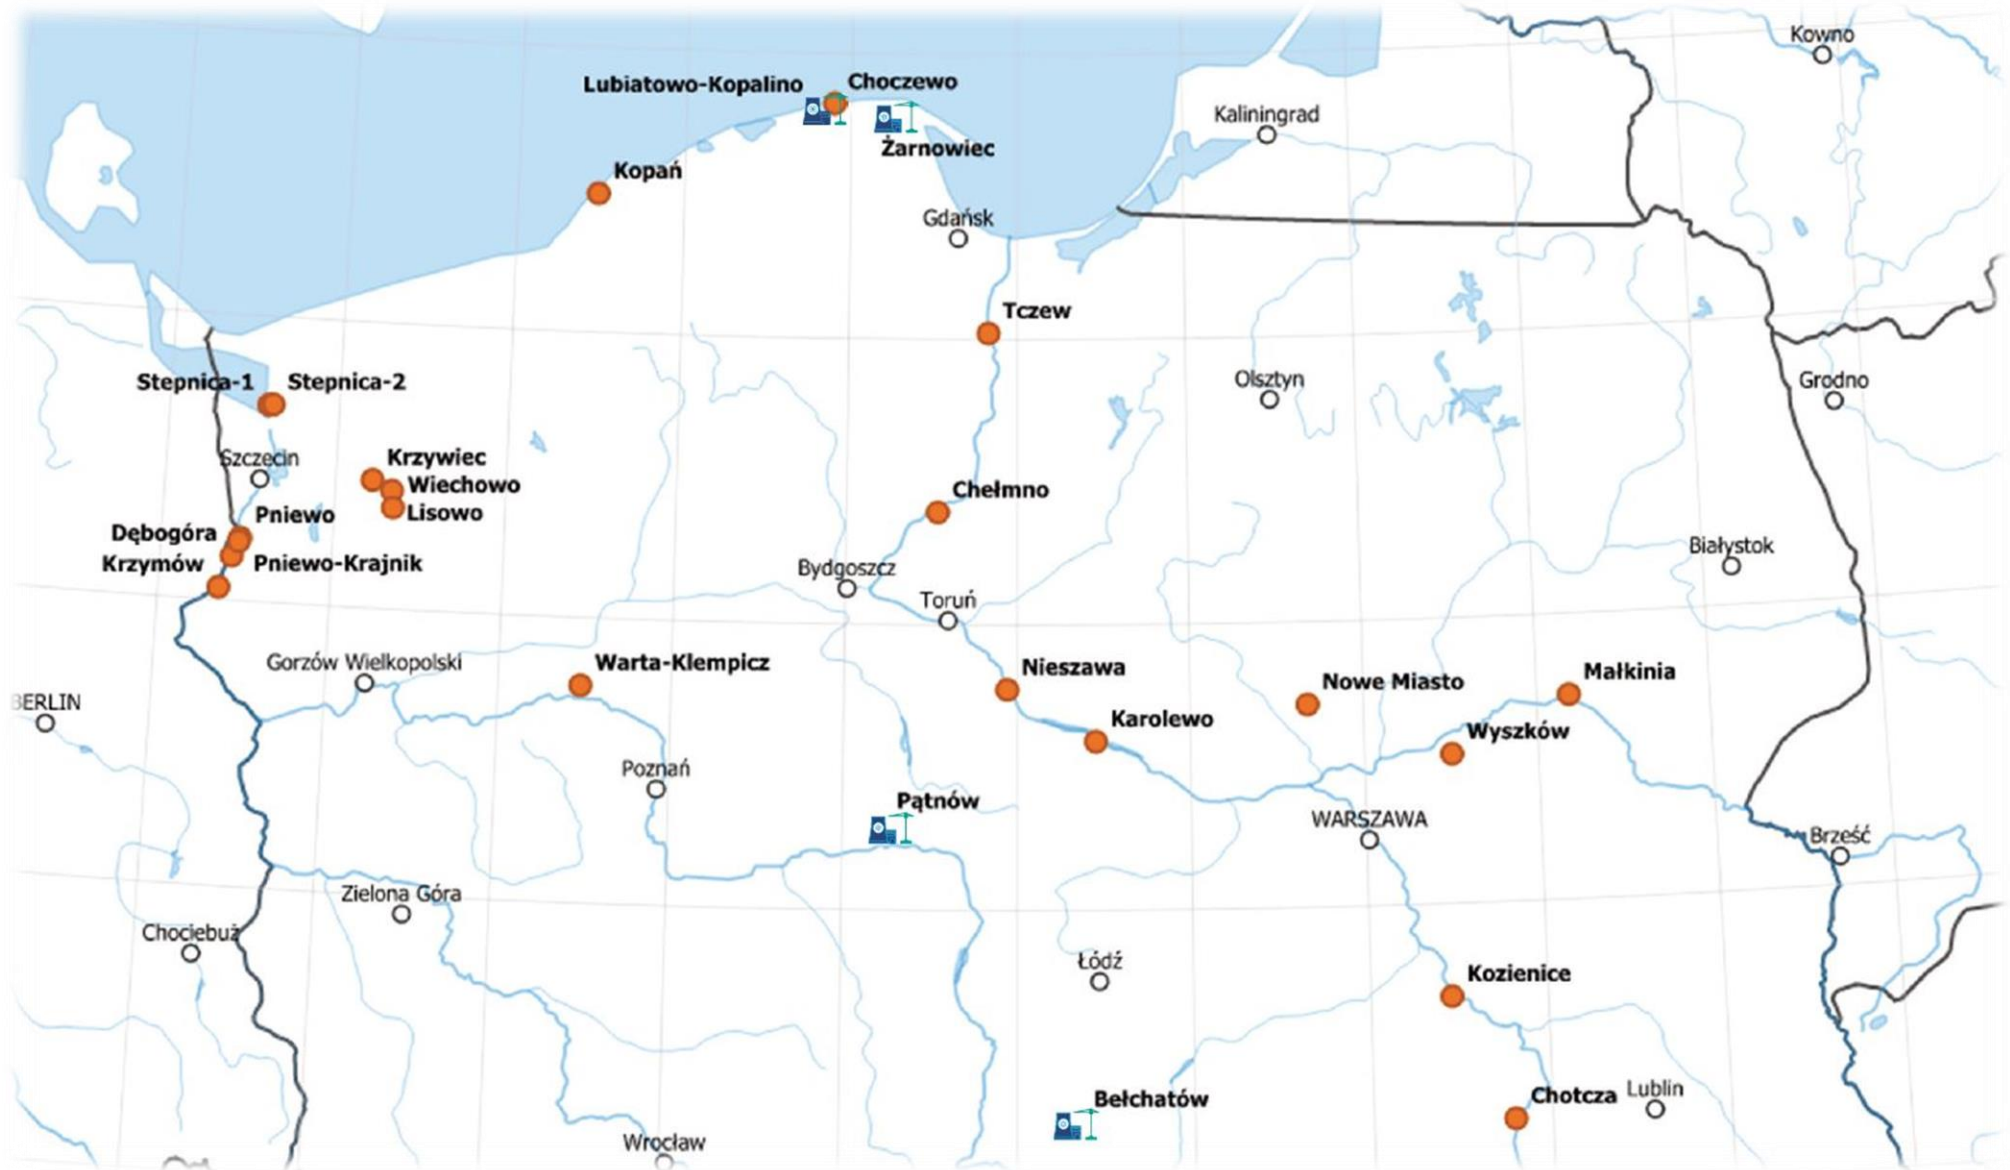 Kowno
Lubiatowo-Kopalino
Choczewo
Kaliningrad
Żarnowiec
Kopań
Gdańsk
Tczew
Stepnica-1
Stepnica-2
Olsztyn
Grodno
Szczecin
Krzywiec
Wiechowo
Lisowo
Chełmno
Pniewo
Dębogóra
Krzymów
Pniewo-Krajnik
Białystok
Bydgoszcz
Toruń
Gorzów Wielkopolski
Warta-Klempicz
Nieszawa
Nowe Miasto
Małkinia
BERLIN
Karolewo
Wyszków
Poznań
Pątnów
WARSZAWA
Brześć
Zielona Góra
Chociebuż
Łódź
Kozienice
Bełchatów
Chotcza
Lublin
Wrocław